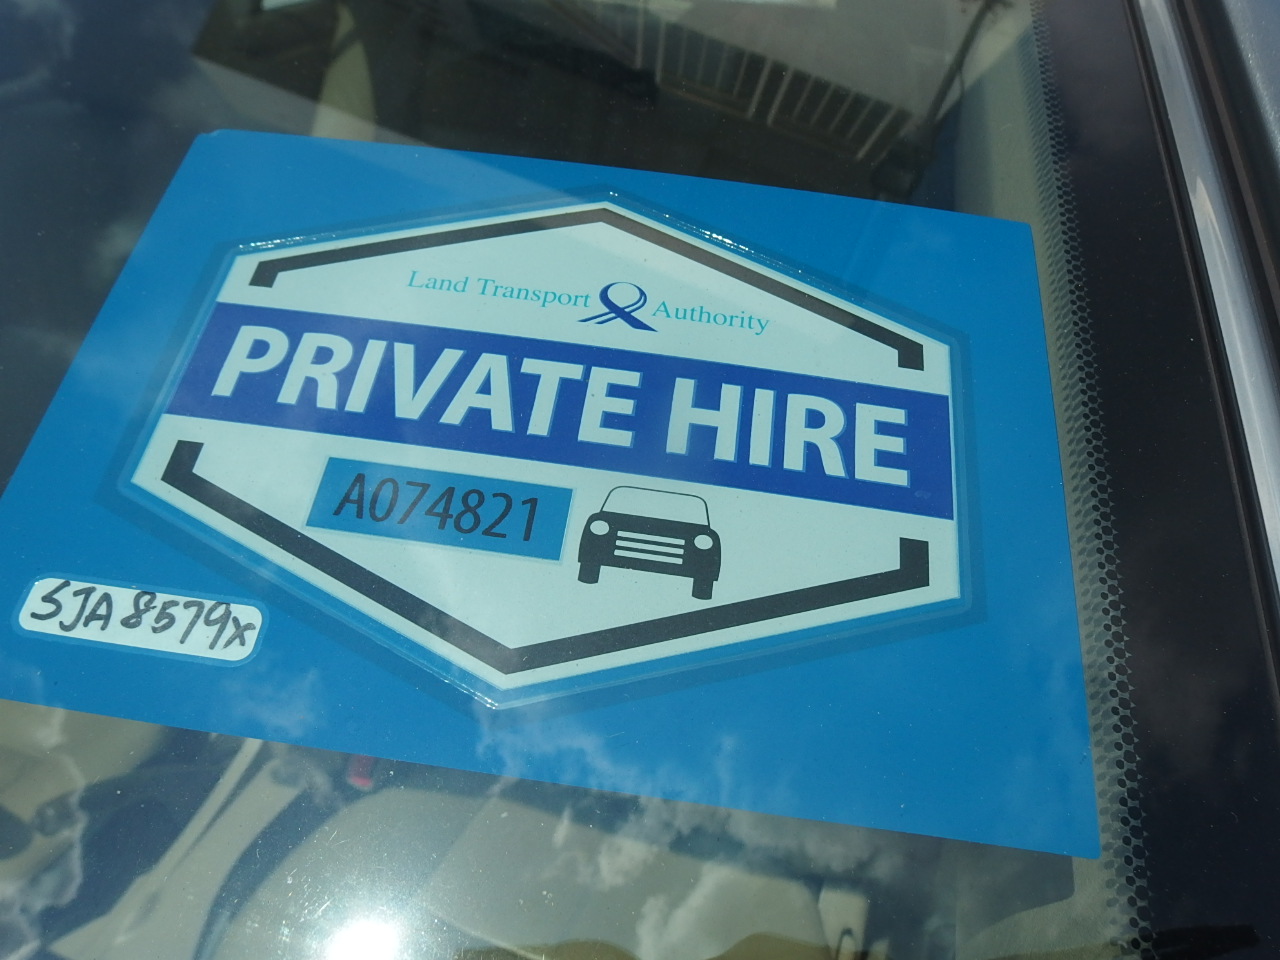 Land Transport Authority
PRIVATE HIRE
A074821
SJA8579X